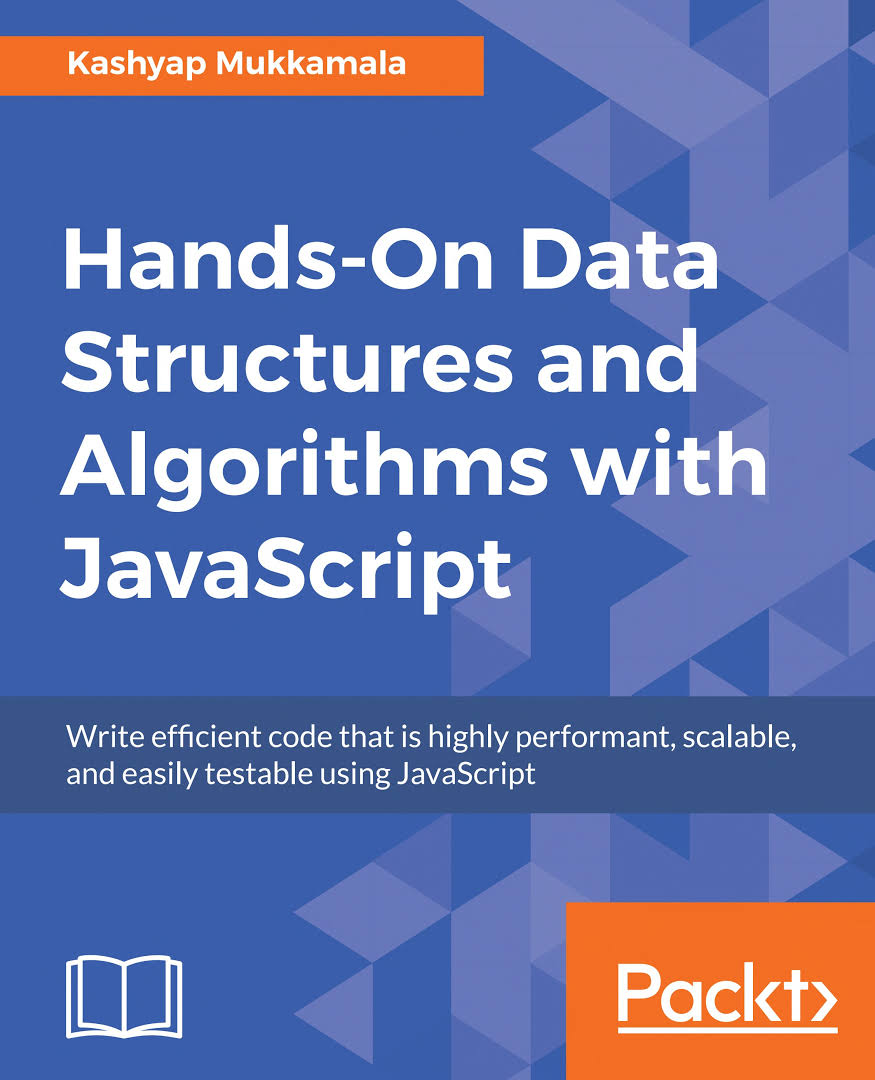 Kashyap Mukkamala
Hands-On Data
Structures and
Algorithms with
JavaScript
Write efficient code that is highly performant, scalable,
and easily testable using JavaScript
Packt>